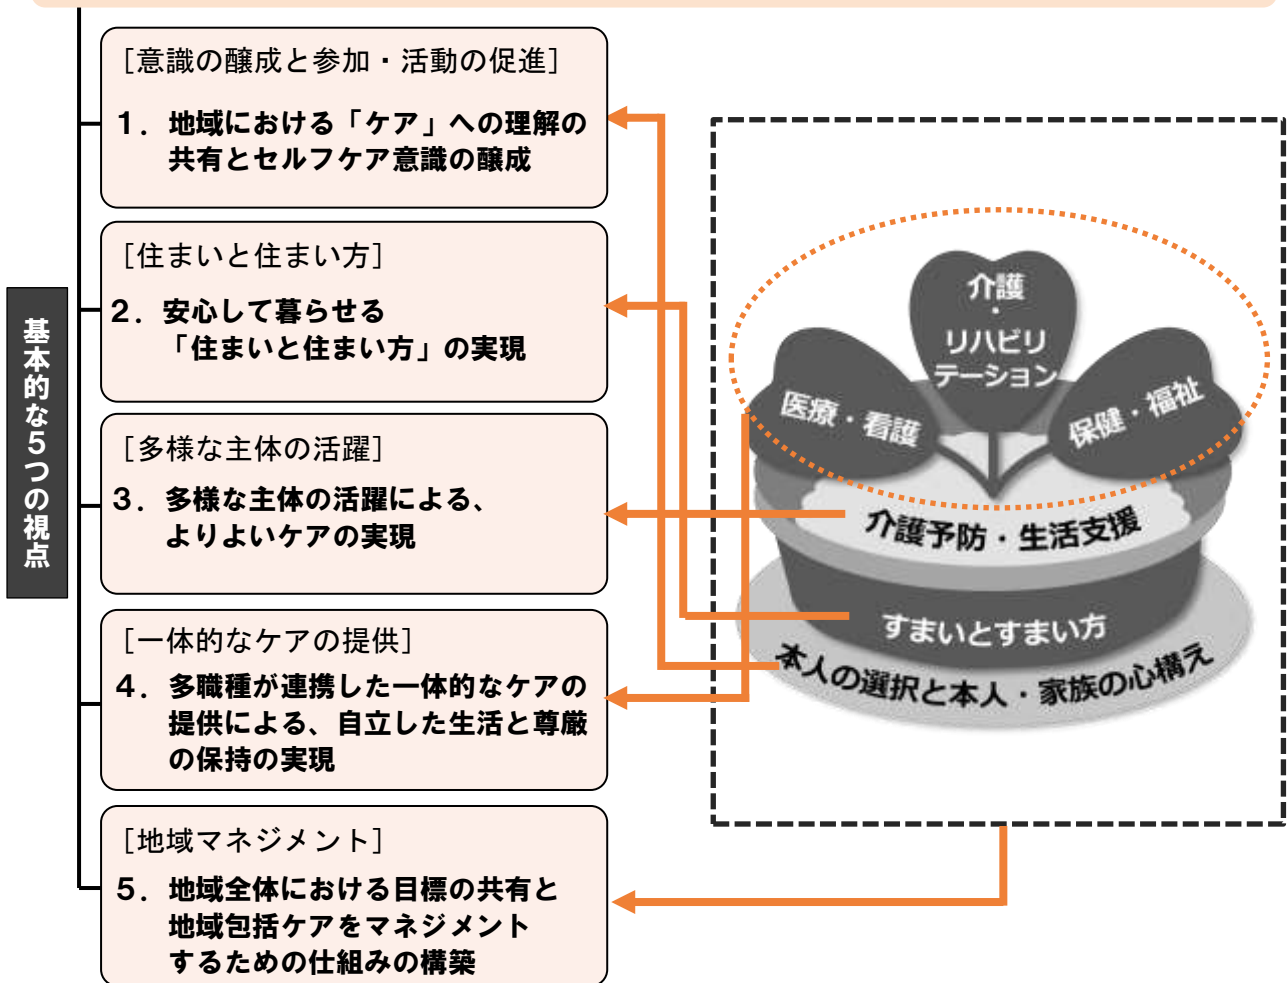 基本的な5つの視点
［意識の醸成と参加・活動の促進］
1．地域における「ケア」への理解の
共有とセルフケア意識の醸成
［住まいと住まい方］
2．安心して暮らせる
「住まいと住まい方」の実現
［多様な主体の活躍］
3．多様な主体の活躍による、
よりよいケアの実現
［一体的なケアの提供］
4．多職種が連携した一体的なケアの
提供による、自立した生活と尊厳
の保持の実現
［地域マネジメント］
5．地域全体における目標の共有と
地域包括ケアをマネジメント
するための仕組みの構築
介護
・
リハビリ
テーション
医療・看護
保健・福祉
介護予防・生活支援
すまいとすまい方
本人の選択と本人・家族の心構え